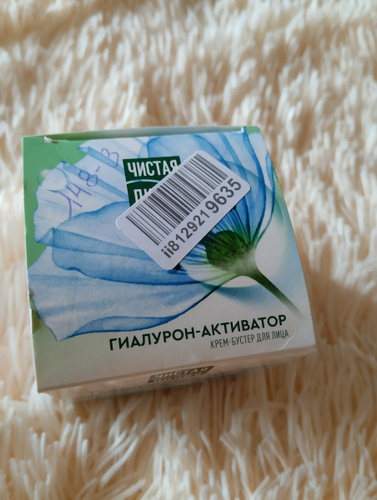 148-В
ЧИСТАЯ
ii8129219635
ГИАЛУРОН-АКТИВАТОР
КРЕМ-БУСТЕР ДЛЯ ЛИЦА